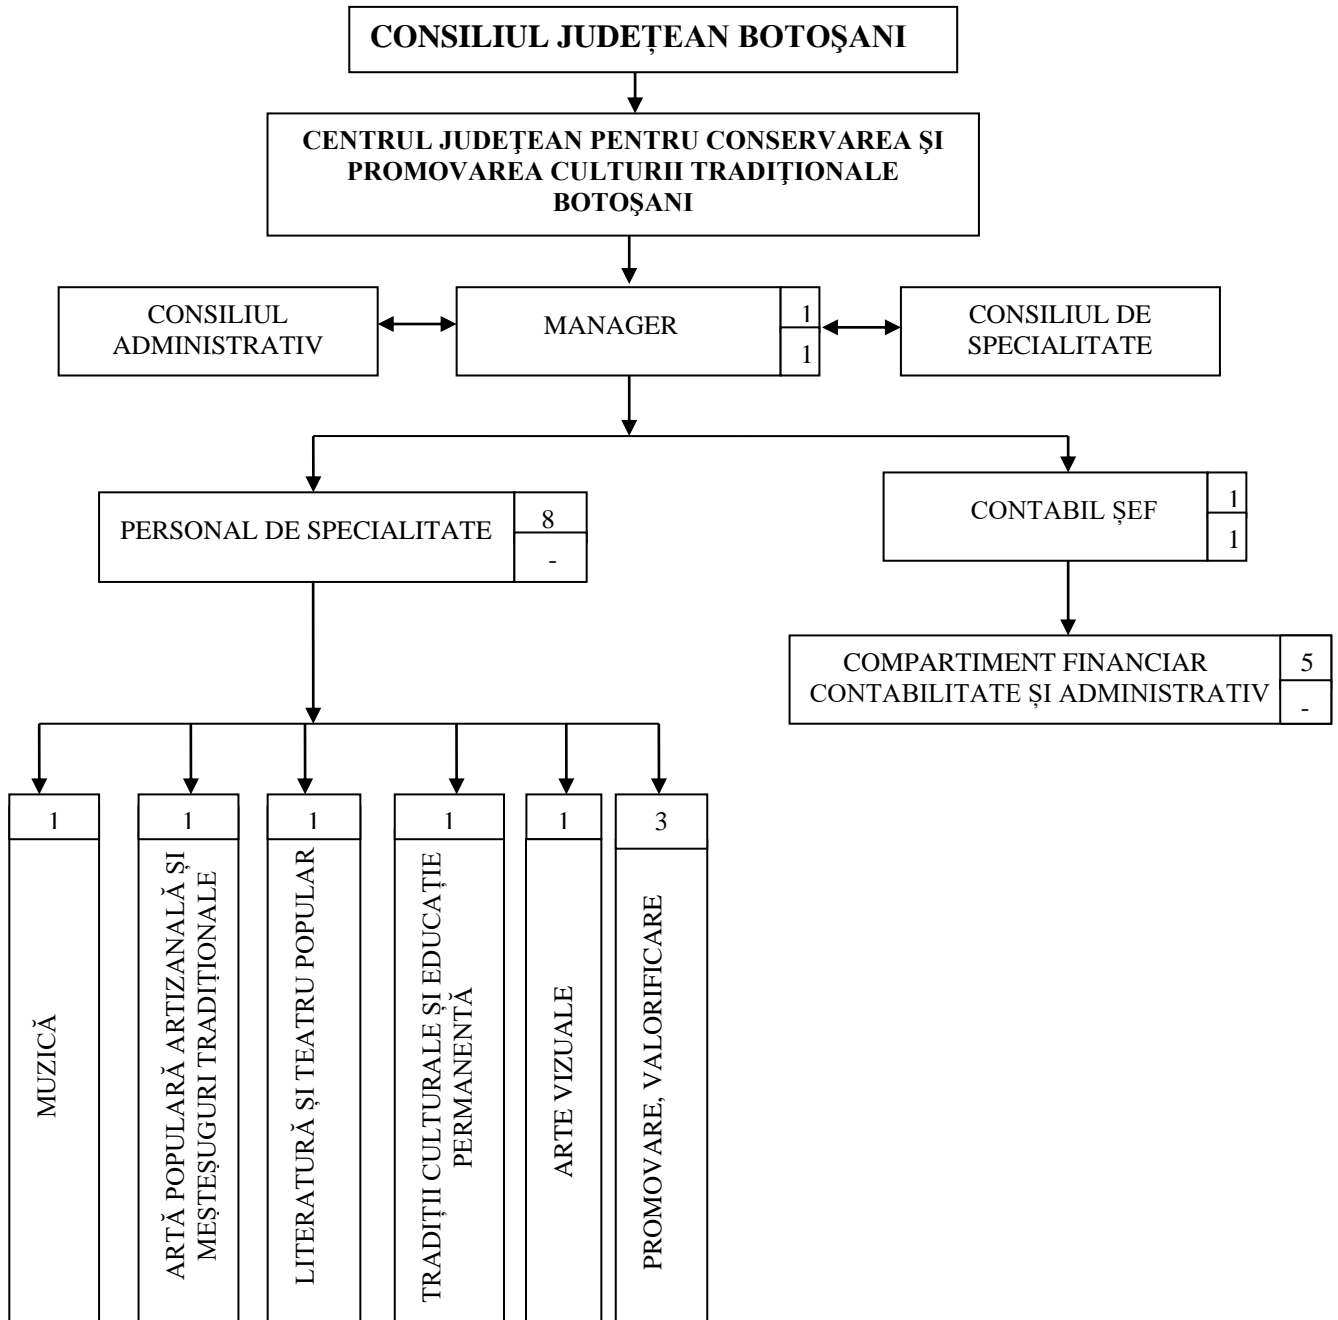 CONSILIUL JUDEȚEAN BOTOŞANI
CENTRUL JUDEŢEAN PENTRU CONSERVAREA ŞI
PROMOVAREA CULTURII TRADIŢIONALE
BOTOŞANI
CONSILIUL
ADMINISTRATIV
MANAGER
1
1
CONSILIUL DE
SPECIALITATE
PERSONAL DE SPECIALITATE
8
-
CONTABIL ȘEF
1
1
COMPARTIMENT FINANCIAR
CONTABILITATE ȘI ADMINISTRATIV
5
-
1
MUZICĂ
1
ARTĂ POPULARĂ ARTIZANALĂ ȘI
MEȘTEȘUGURI TRADIȚIONALE
1
LITERATURĂ ȘI TEATRU POPULAR
1
TRADIȚII CULTURALE ȘI EDUCAȚIE
PERMANENTĂ
1
ARTE VIZUALE
3
PROMOVARE, VALORIFICARE